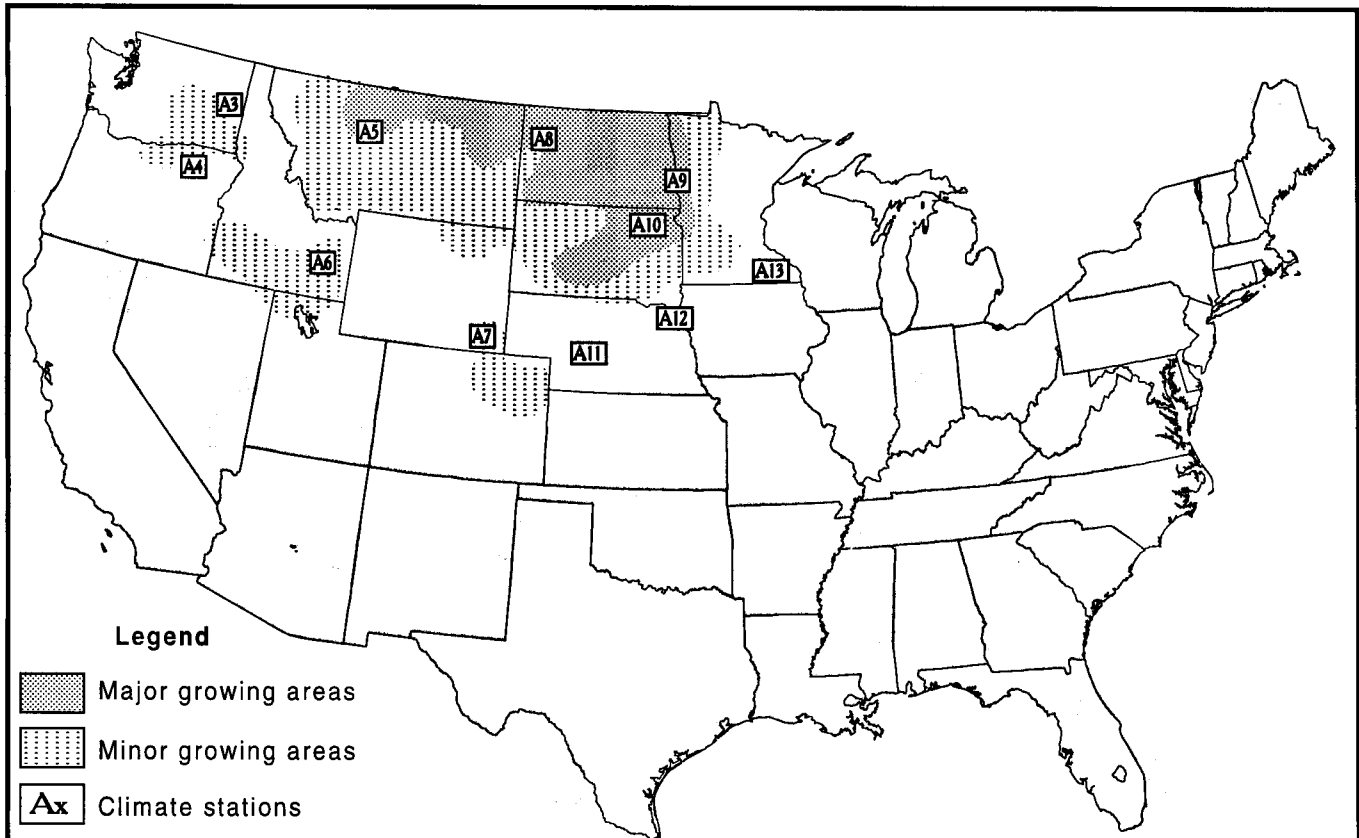 A3
A4
A5
A6
A7
A8
A9
A10
A11
A12
A13
Legend
Major growing areas
Minor growing areas
Ax Climate stations